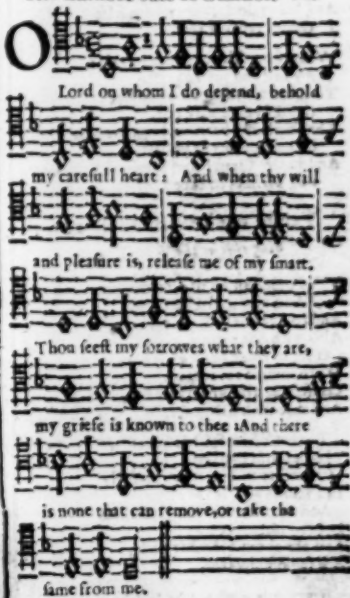 O
Lord on whom I do depend, behold
my carefull heart: And when thy will
and pleaſure is, releaſe me of my ſmart.
Thou ſeeſt my ſorrowes what they are,
my grieſe is known to thee :And there
is none that can remove,or take the
ſame from me.